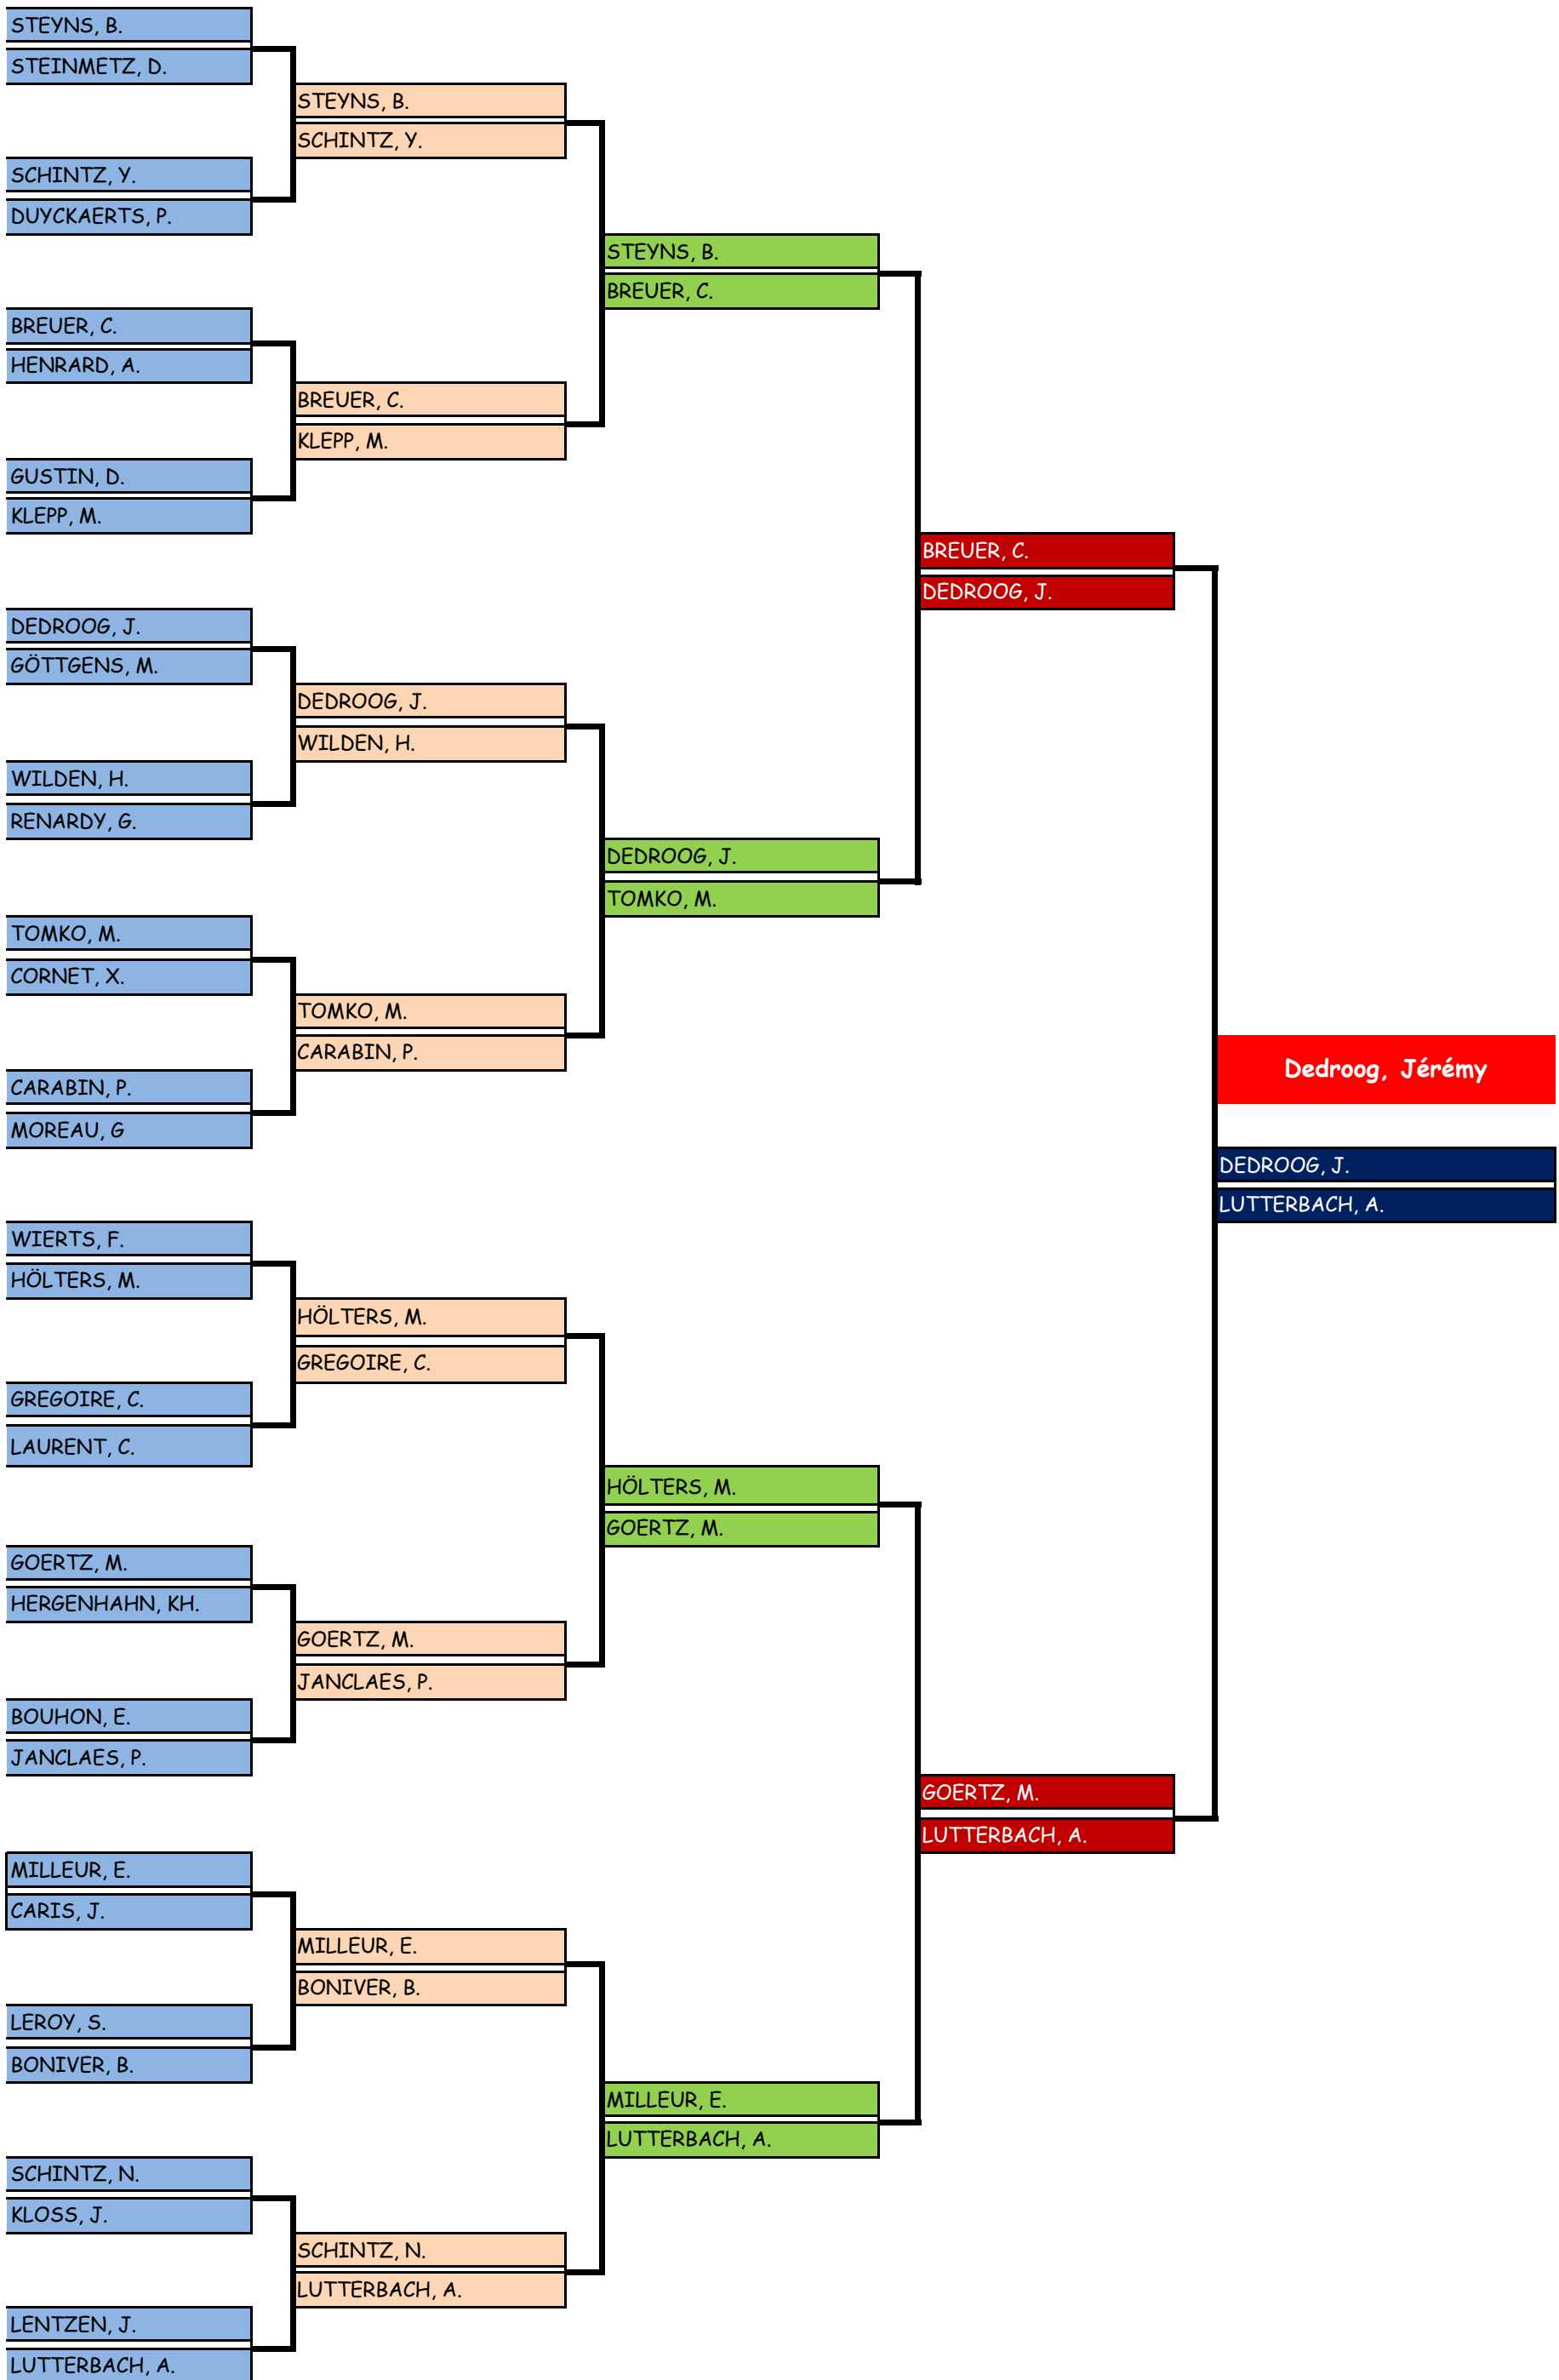 STEYNS, B.
STEINMETZ, D.
SCHINTZ, Y.
DUYCKAERTS, P.
BREUER, C.
HENRARD, A.
GUSTIN, D.
KLEPP, M.
DEDROOG, J.
GÖTTGENS, M.
WILDEN, H.
RENARDY, G.
TOMKO, M.
CORNET, X.
CARABIN, P.
MOREAU, G
WIERTS, F.
HÖLTERS, M.
GREGOIRE, C.
LAURENT, C.
GOERTZ, M.
HERGENHAHN, KH.
BOUHON, E.
JANCLAES, P.
MILLEUR, E.
CARIS, J.
LEROY, S.
BONIVER, B.
SCHINTZ, N.
KLOSS, J.
LENTZEN, J.
LUTTERBACH, A.
STEYNS, B.
SCHINTZ, Y.
BREUER, C.
KLEPP, M.
DEDROOG, J.
WILDEN, H.
TOMKO, M.
CARABIN, P.
HÖLTERS, M.
GREGOIRE, C.
GOERTZ, M.
JANCLAES, P.
MILLEUR, E.
BONIVER, B.
SCHINTZ, N.
LUTTERBACH, A.
STEYNS, B.
BREUER, C.
DEDROOG, J.
TOMKO, M.
HÖLTERS, M.
GOERTZ, M.
MILLEUR, E.
LUTTERBACH, A.
BREUER, C.
DEDROOG, J.
GOERTZ, M.
LUTTERBACH, A.
Dedroog, Jérémy
DEDROOG, J.
LUTTERBACH, A.